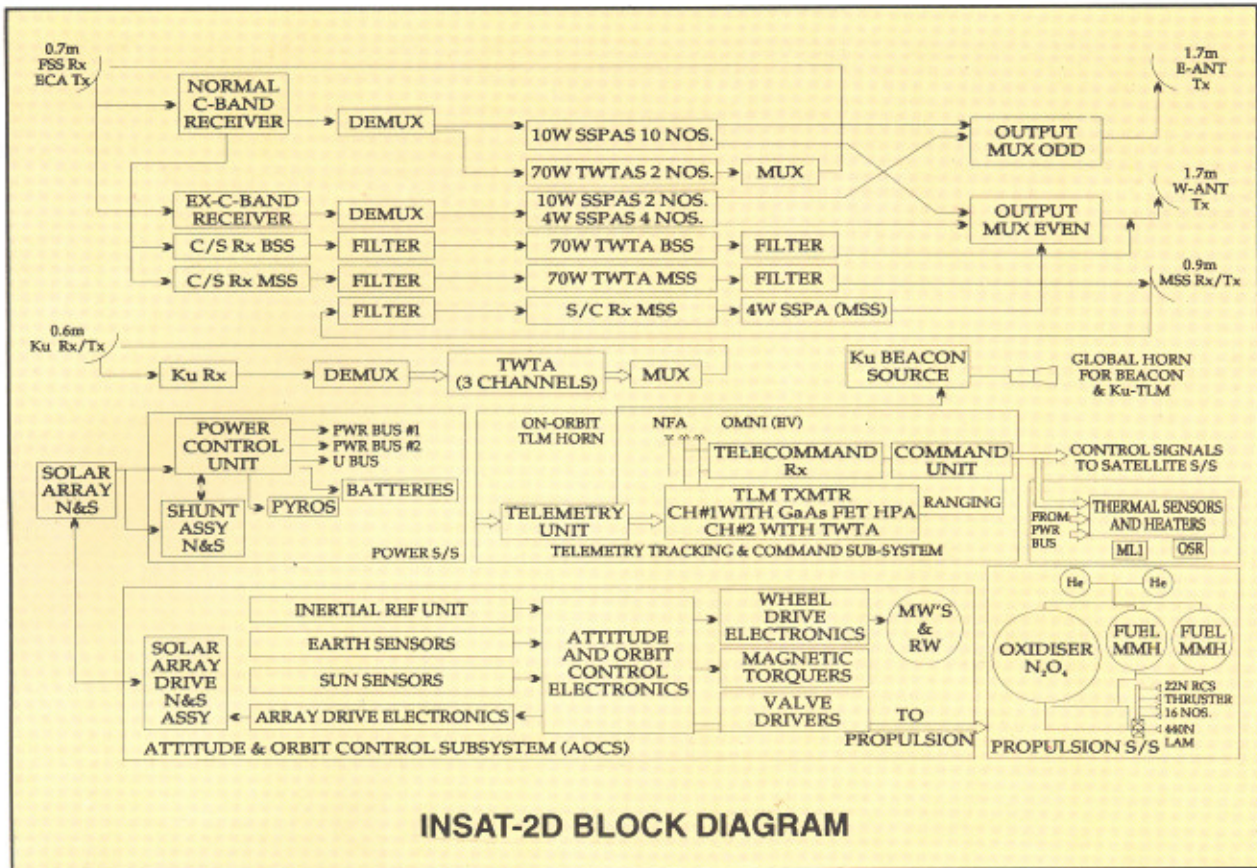 0.7m
FSS Rx
ECA Tx
NORMAL
C-BAND
RECEIVER
DEMUX
10W SSPAS 10 NOS.
70W TWTAS 2 NOS.
MUX
OUTPUT
MUX ODD
1.7m
E-ANT
Tx
EX-C-BAND
RECEIVER
DEMUX
10W SSPAS 2 NOS.
4W SSPAS 4 NOS.
OUTPUT
MUX EVEN
1.7m
W-ANT
Tx
C/S Rx BSS
FILTER
70W TWTA BSS
FILTER
C/S Rx MSS
FILTER
70W TWTA MSS
FILTER
0.9m
MSS Rx/Tx
FILTER
S/C Rx MSS
4W SSPA (MSS)
0.6m
Ku Rx/Tx
Ku Rx
DEMUX
TWTA
(3 CHANNELS)
MUX
Ku BEACON
SOURCE
GLOBAL HORN
FOR BEACON
& Ku-TLM
SOLAR
ARRAY
N&S
POWER
CONTROL
UNIT
PWR BUS #1
PWR BUS #2
U BUS
BATTERIES
PYROS
SHUNT
ASSY
N&S
POWER S/S
ON-ORBIT
TLM HORN
NFA
OMNI (EV)
TELECOMMAND
Rx
COMMAND
UNIT
TELEMETRY
UNIT
TLM TXMTR
CH#1 WITH GaAs FET HPA
CH#2 WITH TWTA
RANGING
TELEMETRY TRACKING & COMMAND SUB-SYSTEM
CONTROL SIGNALS
TO SATELLITE S/S
THERMAL SENSORS
AND HEATERS
FROM
PWR
BUS
MLI
OSR
SOLAR
ARRAY
DRIVE
N&S
ASSY
INERTIAL REF UNIT
EARTH SENSORS
SUN SENSORS
ARRAY DRIVE ELECTRONICS
ATTITUDE
AND ORBIT
CONTROL
ELECTRONICS
WHEEL
DRIVE
ELECTRONICS
MW'S
&
RW
MAGNETIC
TORQUERS
VALVE
DRIVERS
TO
PROPULSION
ATTITUDE & ORBIT CONTROL SUBSYSTEM (AOCS)
He
He
OXIDISER
N₂O₄
FUEL
MMH
FUEL
MMH
22N RCS
THRUSTER
16 NOS.
440N
LAM
PROPULSION S/S
INSAT-2D BLOCK DIAGRAM